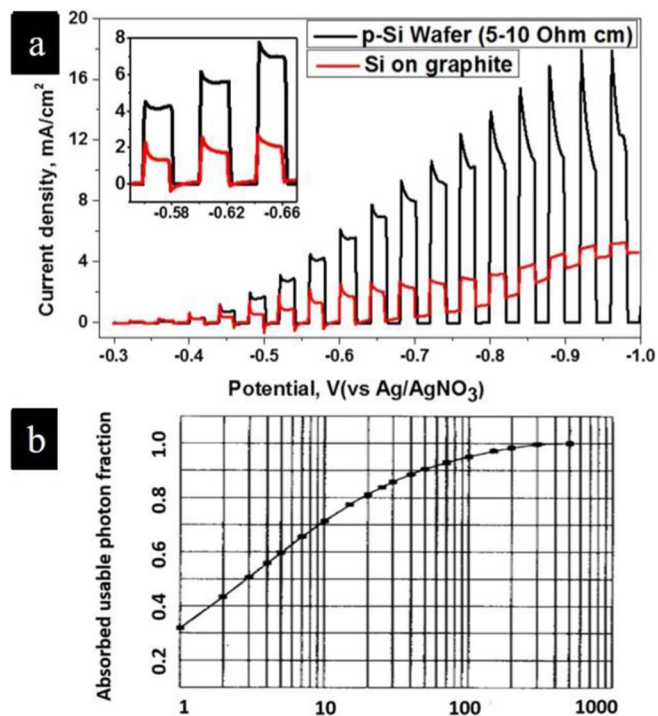 a
p-Si Wafer (5-10 Ohm cm)
Si on graphite
Current density, mA/cm²
20
16
12
8
4
0
8
6
4
2
0
-0.58 -0.62 -0.66
-0.3 -0.4 -0.5 -0.6 -0.7 -0.8 -0.9 -1.0
Potential, V(vs Ag/AgNO₃)
b
Absorbed usable photon fraction
1.0
0.8
0.6
0.4
0.2
1 10 100 1000